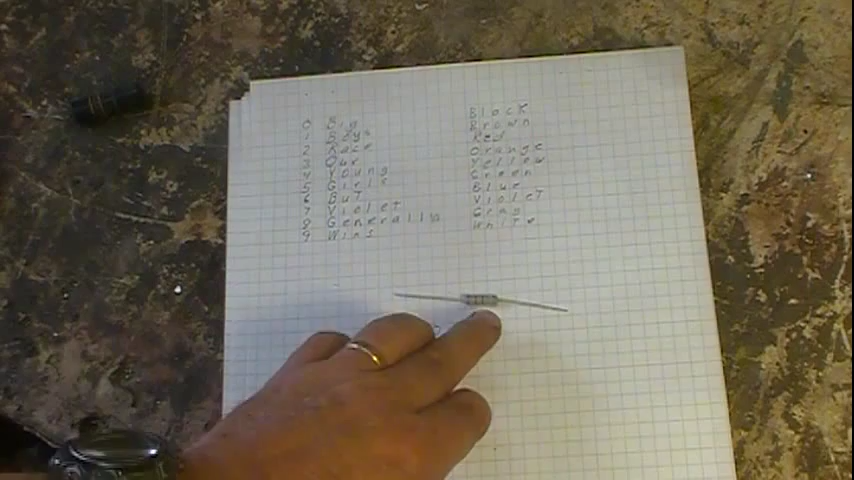 0 Big Black
1 Boys Brown
2 Race Red
3 Our Orange
4 Young Yellow
5 Girls Green
6 But Blue
7 Violet Violet
8 Generally Gray
9 Wins White